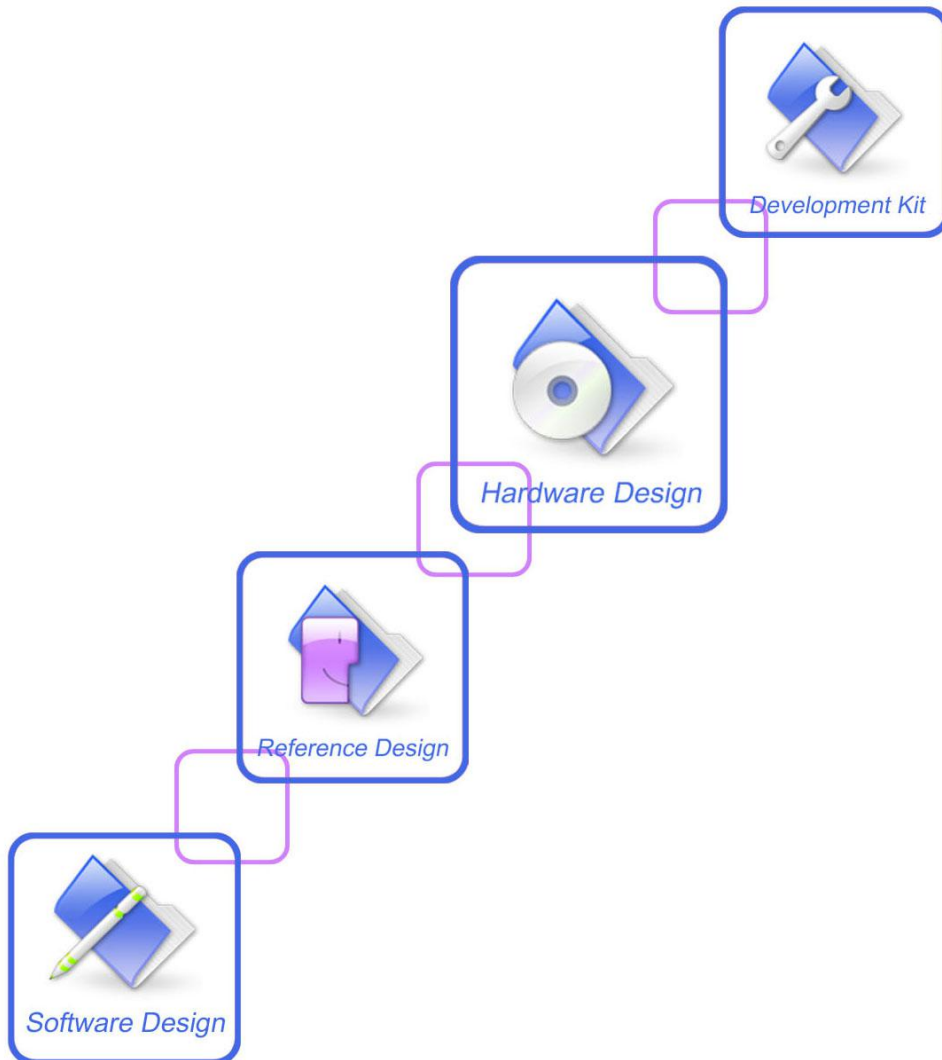 Development Kit
Hardware Design
Reference Design
Software Design